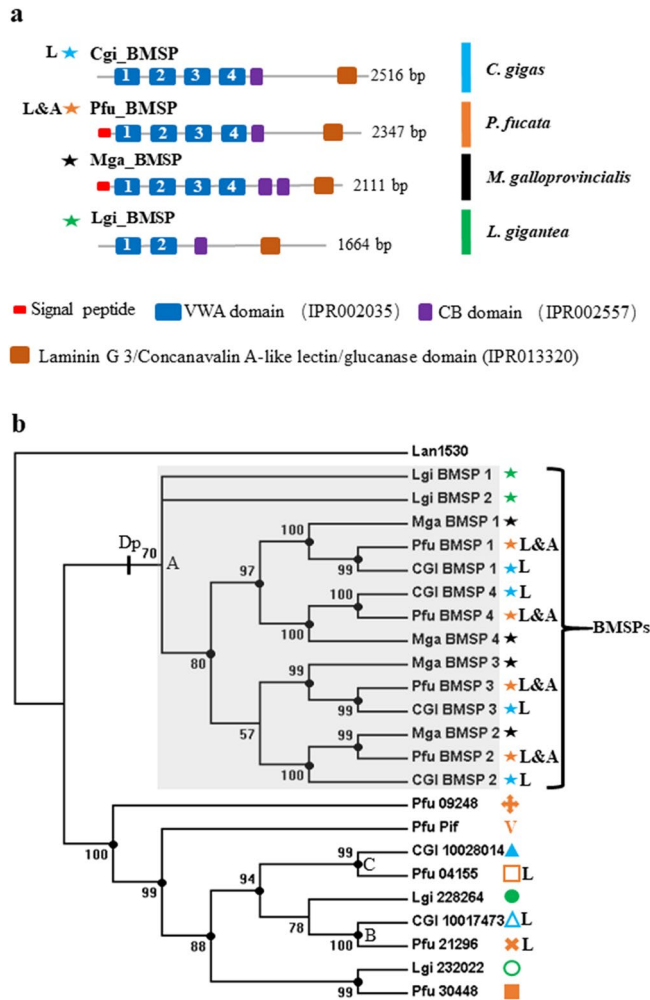 a
L Cgi_BMSP
1 2 3 4 2516 bp
C. gigas
L&A Pfu_BMSP
1 2 3 4 2347 bp
P. fucata
Mga_BMSP
1 2 3 4 2111 bp
M. galloprovincialis
Lgi_BMSP
1 2 1664 bp
L. gigantea
Signal peptide VWA domain (IPR002035) CB domain (IPR002557)
Laminin G 3/Concanavalin A-like lectin/glucanase domain (IPR013320)
b
Lan1530
Lgi BMSP 1
Lgi BMSP 2
Mga BMSP 1
100
Dp
70
A
Pfu BMSP 1 L&A
99
CGI BMSP 1 L
97
CGI BMSP 4 L
100
Pfu BMSP 4 L&A
100
Mga BMSP 4
BMSPs
80
Mga BMSP 3
99
Pfu BMSP 3 L&A
99
CGI BMSP 3 L
57
Mga BMSP 2
99
Pfu BMSP 2 L&A
100
CGI BMSP 2 L
Pfu 09248
100
Pfu Pif V
99
CGI 10028014
99
C
Pfu 04155 L
94
Lgi 228264
78
CGI 10017473 L
B
100
Pfu 21296 L
88
Lgi 232022
99
Pfu 30448